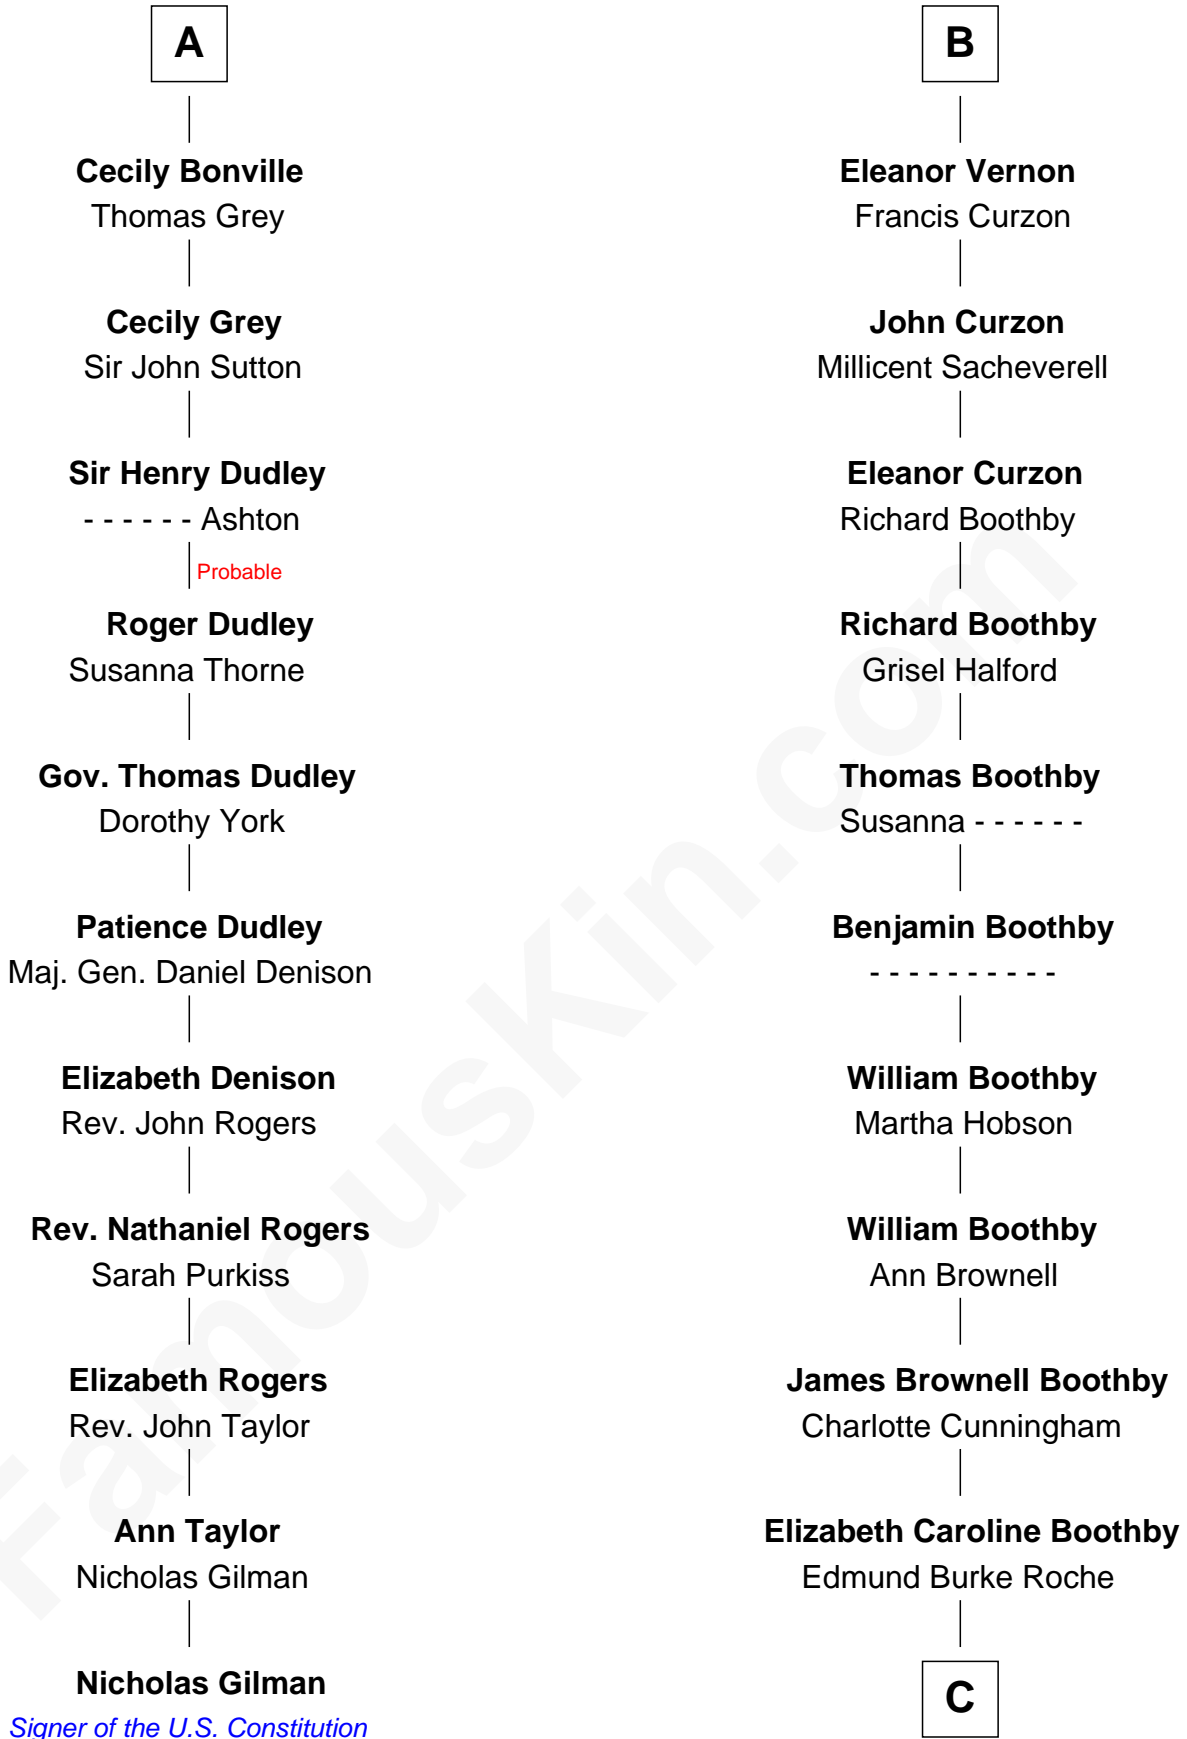 A
Cecily Bonville
Thomas Grey
Cecily Grey
Sir John Sutton
Sir Henry Dudley
- - - - - - Ashton
Probable
Roger Dudley
Susanna Thorne
Gov. Thomas Dudley
Dorothy York
Patience Dudley
Maj. Gen. Daniel Denison
Elizabeth Denison
Rev. John Rogers
Rev. Nathaniel Rogers
Sarah Purkiss
Elizabeth Rogers
Rev. John Taylor
Ann Taylor
Nicholas Gilman
Nicholas Gilman
Signer of the U.S. Constitution
B
Eleanor Vernon
Francis Curzon
John Curzon
Millicent Sacheverell
Eleanor Curzon
Richard Boothby
Richard Boothby
Grisel Halford
Thomas Boothby
Susanna - - - - - -
Benjamin Boothby
- - - - - - - - - -
William Boothby
Martha Hobson
William Boothby
Ann Brownell
James Brownell Boothby
Charlotte Cunningham
Elizabeth Caroline Boothby
Edmund Burke Roche
C
FamousKin.com